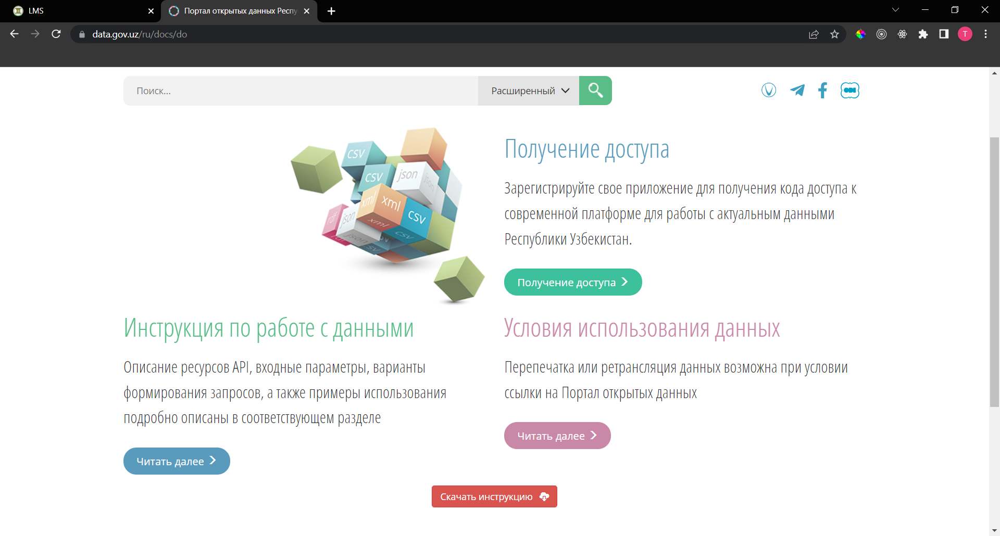 LMS
Портал открытых данных Респу
data.gov.uz/ru/docs/do
T
Поиск...
Расширенный
ODI
CSV
CSV
json
json
xml
xml
CSV
rdf
json
xml
CSV
json
Получение доступа
Зарегистрируйте свое приложение для получения кода доступа к
современной платформе для работы с актуальным данными
Республики Узбекистан.
Получение доступа
Инструкция по работе с данными
Описание ресурсов API, входные параметры, варианты
формирования запросов, а также примеры использования
подробно описаны в соответствующем разделе
Читать далее
Условия использования данных
Перепечатка или ретрансляция данных возможна при условии
ссылки на Портал открытых данных
Читать далее
Скачать инструкцию